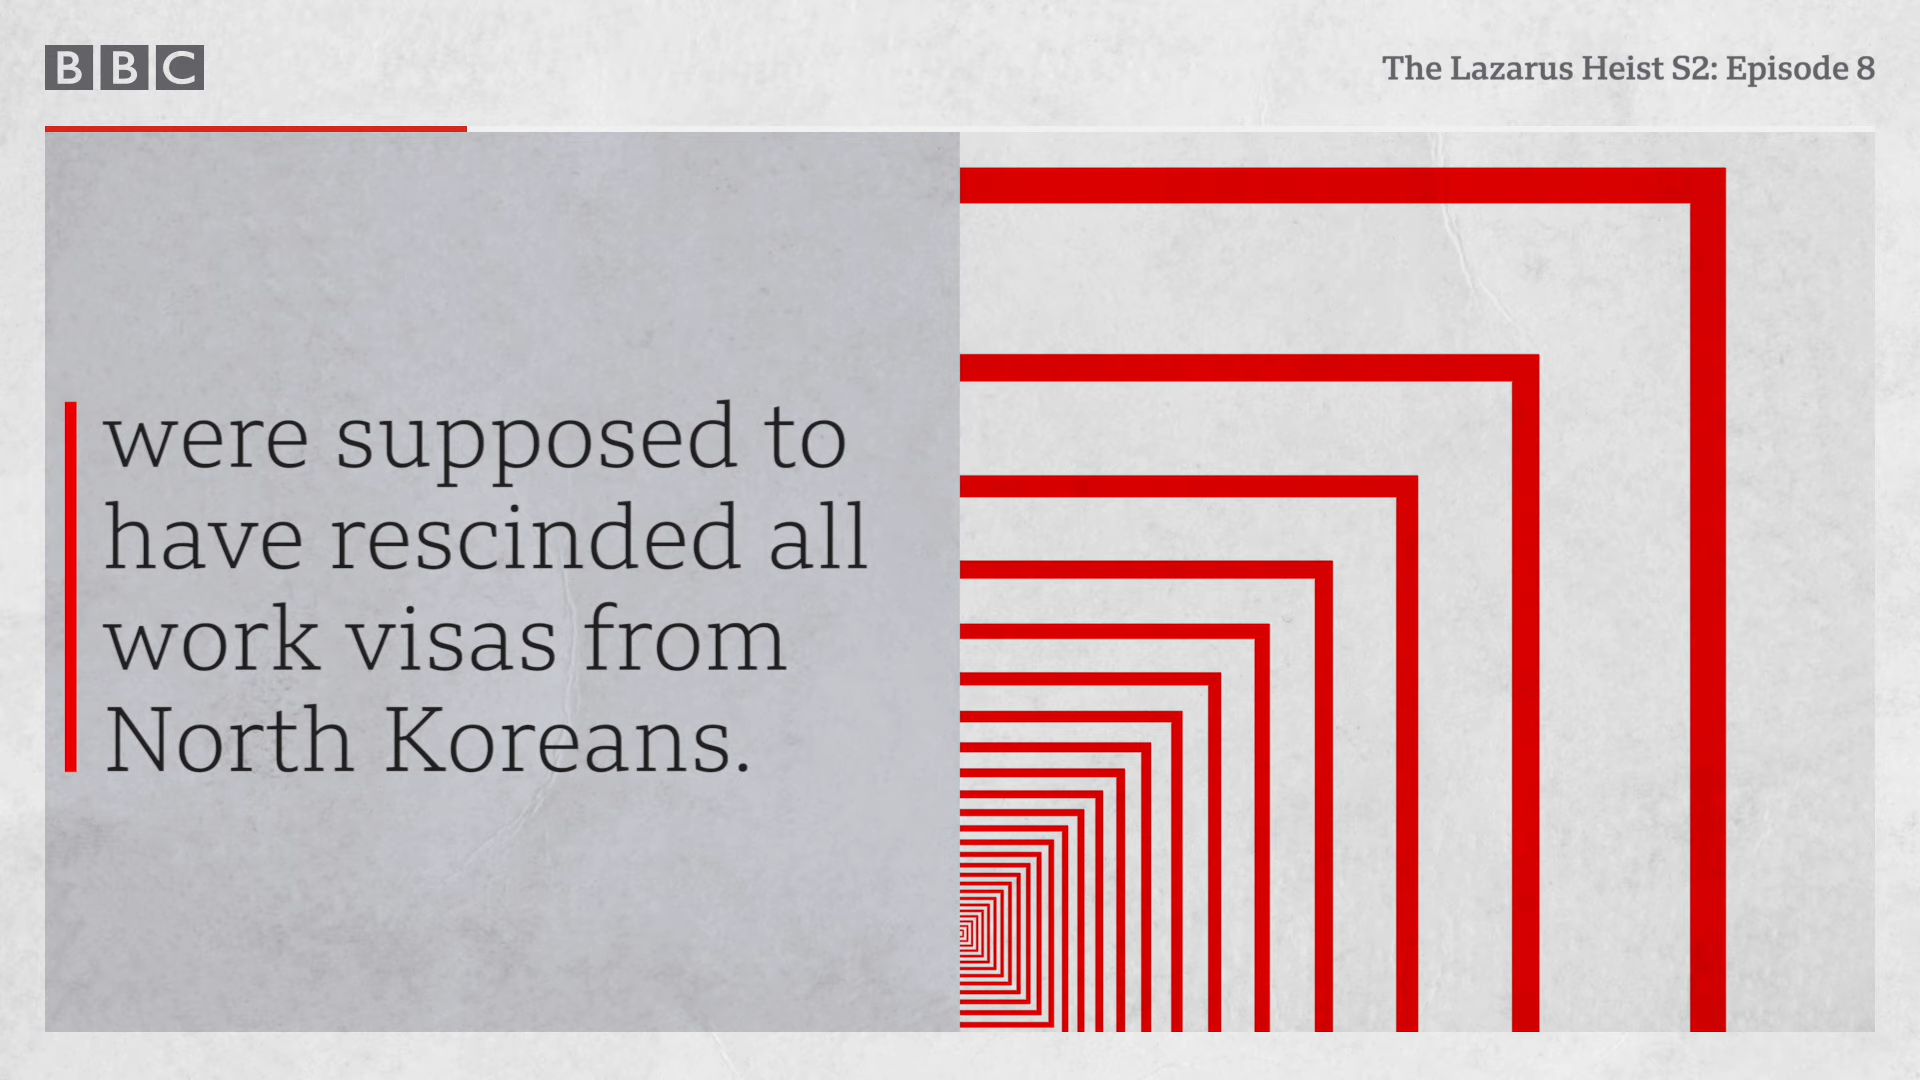 BBC
The Lazarus Heist S2: Episode 8
were supposed to
have rescinded all
work visas from
North Koreans.